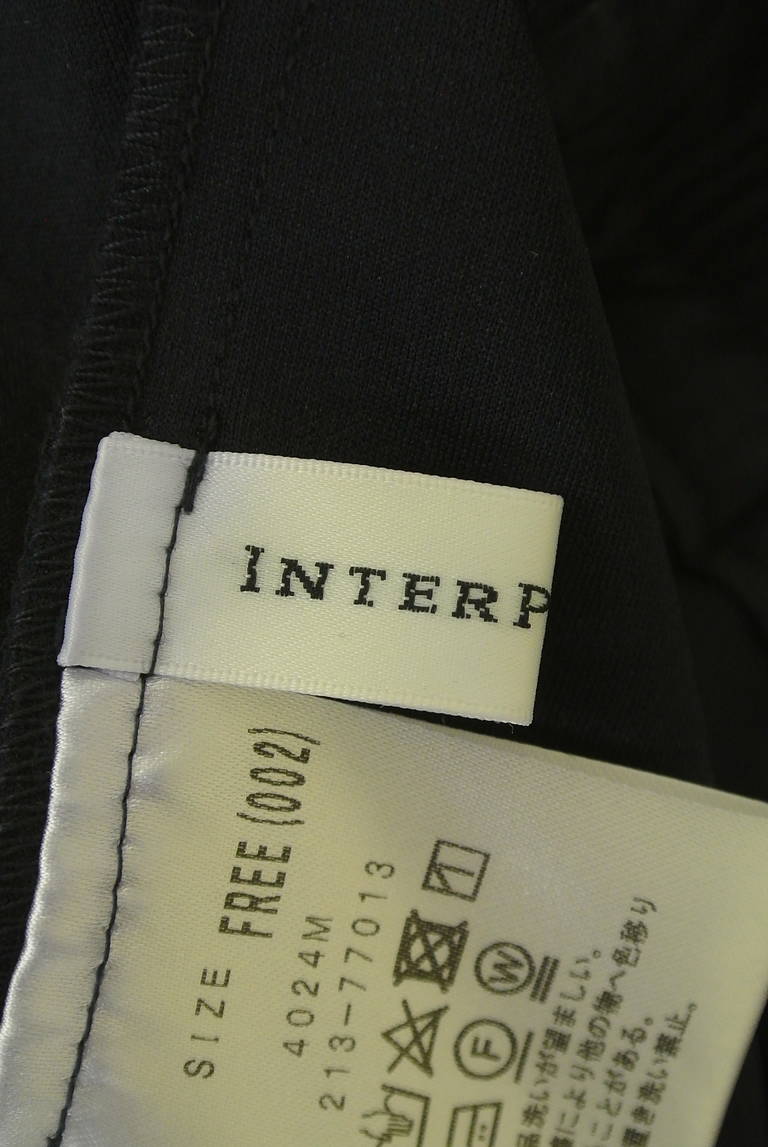 INTERP
SIZE FREE(002)
4024M
213-77013
W
F
洗いが望ましい。
により他の物へ色移り
ことがある。
き洗い禁止。